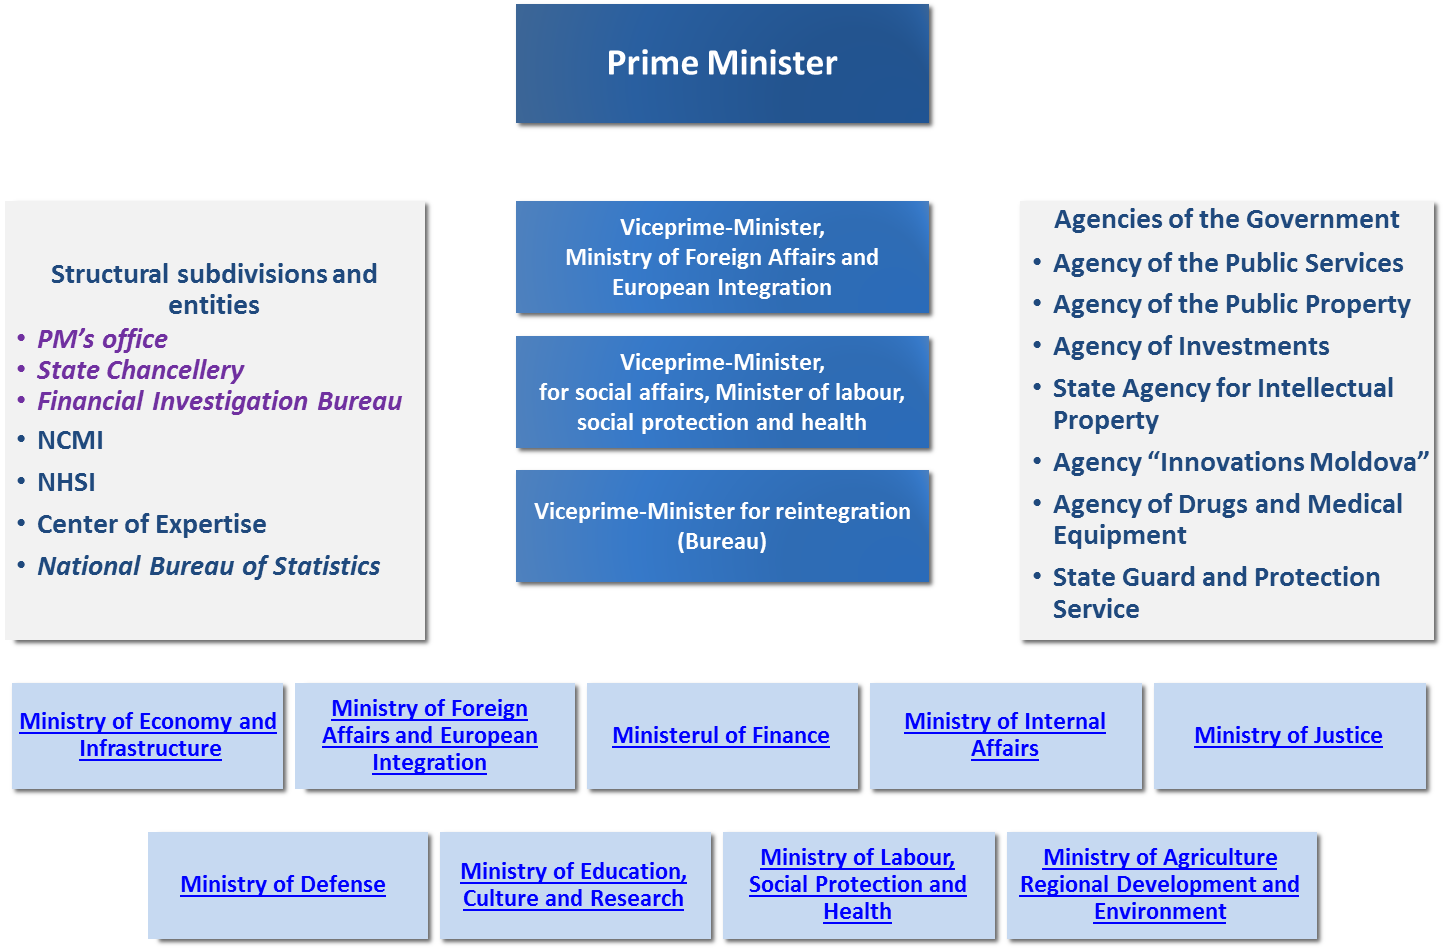 Prime Minister
Structural subdivisions and
entities
• PM’s office
• State Chancellery
• Financial Investigation Bureau
• NCMI
• NHSI
• Center of Expertise
• National Bureau of Statistics
Viceprime-Minister,
Ministry of Foreign Affairs and
European Integration
Viceprime-Minister,
for social affairs, Minister of labour,
social protection and health
Viceprime-Minister for reintegration
(Bureau)
Agencies of the Government
• Agency of the Public Services
• Agency of the Public Property
• Agency of Investments
• State Agency for Intellectual
Property
• Agency “Innovations Moldova”
• Agency of Drugs and Medical
Equipment
• State Guard and Protection
Service
Ministry of Economy and
Infrastructure
Ministry of Foreign
Affairs and European
Integration
Ministerul of Finance
Ministry of Internal
Affairs
Ministry of Justice
Ministry of Defense
Ministry of Education,
Culture and Research
Ministry of Labour,
Social Protection and
Health
Ministry of Agriculture
Regional Development and
Environment